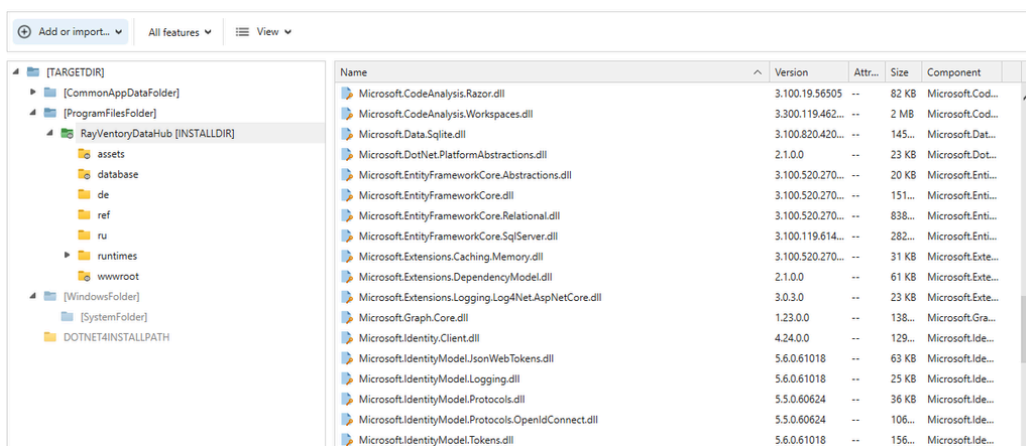 Add or import... All features View
[TARGETDIR]
[CommonAppDataFolder]
[ProgramFilesFolder]
RayVentoryDataHub [INSTALLDIR]
assets
database
de
ref
ru
runtimes
wwwroot
[WindowsFolder]
[SystemFolder]
DOTNET4INSTALLPATH
Name Version Attr... Size Component
Microsoft.CodeAnalysis.Razor.dll 3.100.19.56505 -- 82 KB Microsoft.Cod...
Microsoft.CodeAnalysis.Workspaces.dll 3.300.119.462... -- 2 MB Microsoft.Cod...
Microsoft.Data.Sqlite.dll 3.100.820.420... -- 145... Microsoft.Dat...
Microsoft.DotNet.PlatformAbstractions.dll 2.1.0.0 -- 23 KB Microsoft.Dot...
Microsoft.EntityFrameworkCore.Abstractions.dll 3.100.520.270... -- 20 KB Microsoft.Enti...
Microsoft.EntityFrameworkCore.dll 3.100.520.270... -- 151... Microsoft.Enti...
Microsoft.EntityFrameworkCore.Relational.dll 3.100.520.270... -- 838... Microsoft.Enti...
Microsoft.EntityFrameworkCore.SqlServer.dll 3.100.119.614... -- 282... Microsoft.Enti...
Microsoft.Extensions.Caching.Memory.dll 3.100.520.270... -- 31 KB Microsoft.Exte...
Microsoft.Extensions.DependencyModel.dll 2.1.0.0 -- 61 KB Microsoft.Exte...
Microsoft.Extensions.Logging.Log4Net.AspNetCore.dll 3.0.3.0 -- 23 KB Microsoft.Exte...
Microsoft.Graph.Core.dll 1.23.0.0 -- 138... Microsoft.Gra...
Microsoft.Identity.Client.dll 4.24.0.0 -- 129... Microsoft.Ide...
Microsoft.IdentityModel.JsonWebTokens.dll 5.6.0.61018 -- 63 KB Microsoft.Ide...
Microsoft.IdentityModel.Logging.dll 5.6.0.61018 -- 25 KB Microsoft.Ide...
Microsoft.IdentityModel.Protocols.dll 5.5.0.60624 -- 36 KB Microsoft.Ide...
Microsoft.IdentityModel.Protocols.OpenIdConnect.dll 5.5.0.60624 -- 106... Microsoft.Ide...
Microsoft.IdentityModel.Tokens.dll 5.6.0.61018 -- 156... Microsoft.Ide...